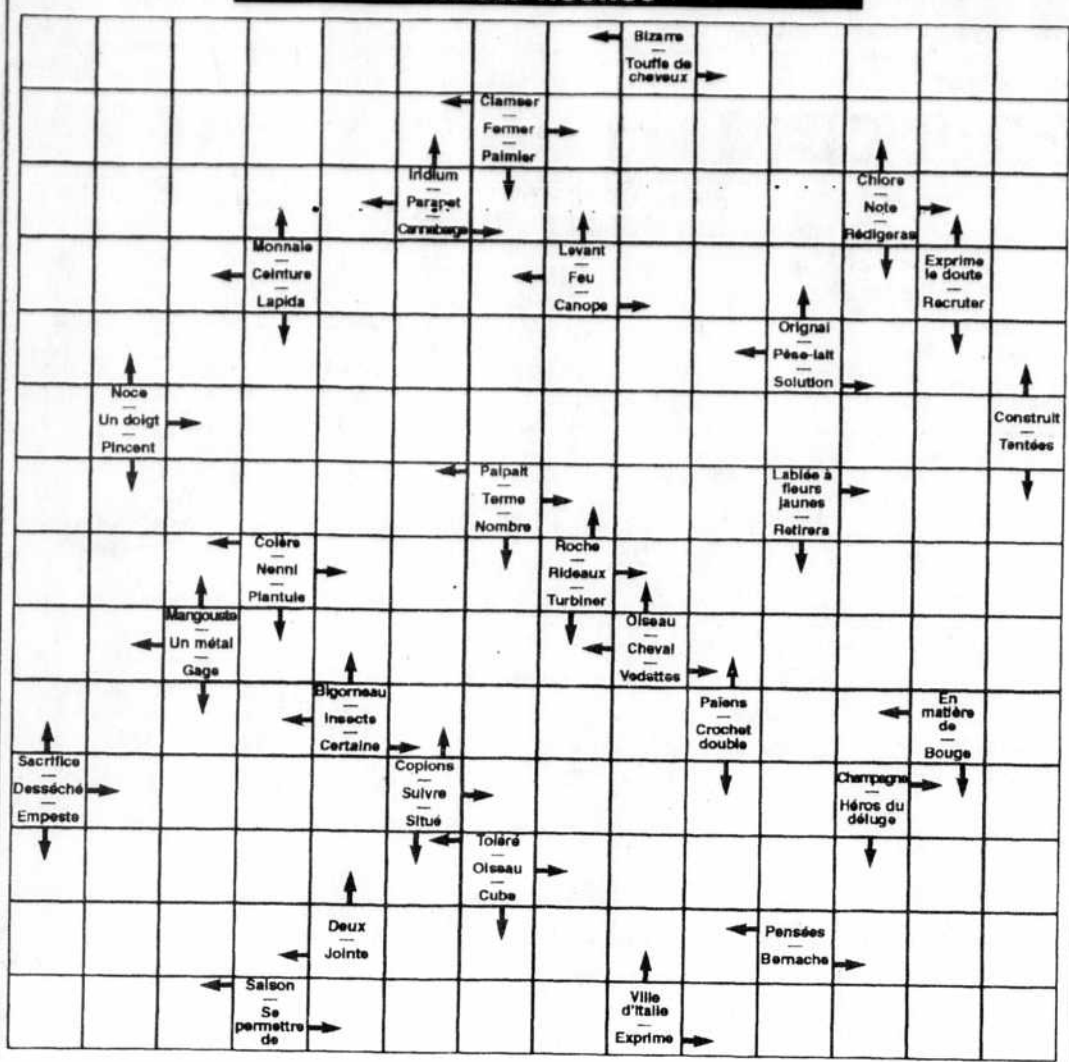 Bizarre
—
Touffe de
cheveux
Clamser
—
Fermer
—
Palmier
Iridium
—
Parapet
—
Cannaberge
Chlore
—
Note
—
Rédigeras
Monnaie
—
Ceinture
—
Lapida
Levant
—
Feu
—
Canope
Exprime
le doute
—
Recruter
Orignal
—
Pèse-lait
—
Solution
Noce
—
Un doigt
—
Pincent
Construit
—
Tentées
Palpait
—
Terme
—
Nombre
Labiée à
fleurs
jaunes
—
Retirera
Colère
—
Nenni
—
Plantule
Roche
—
Rideaux
—
Turbiner
Mangouste
—
Un métal
—
Gage
Oiseau
—
Cheval
—
Vedettes
Bigorneau
—
Insecte
—
Certaine
Païens
—
Crochet
double
En
matière
de
—
Bouge
Sacrifice
—
Desséché
—
Empeste
Copions
—
Suivre
—
Situé
Champagne
—
Héros du
déluge
Toléré
—
Oiseau
—
Cube
Deux
—
Jointe
Pensées
—
Bernache
Saison
—
Se
permettre
de
Ville
d'Italie
—
Exprime